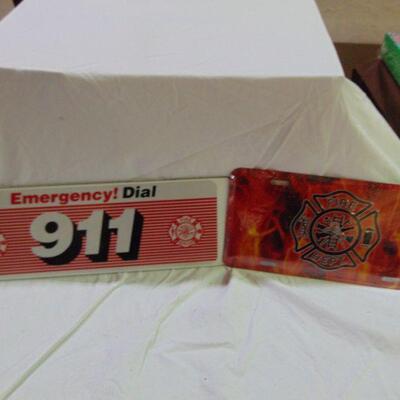 Emergency! Dial
911
FIRE
DEPT.